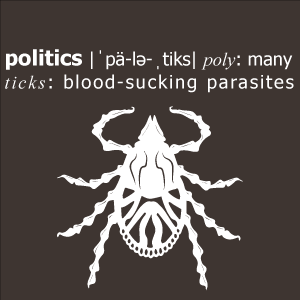 politics |ˈpä-lə-ˌtiks| poly: many
ticks: blood-sucking parasites